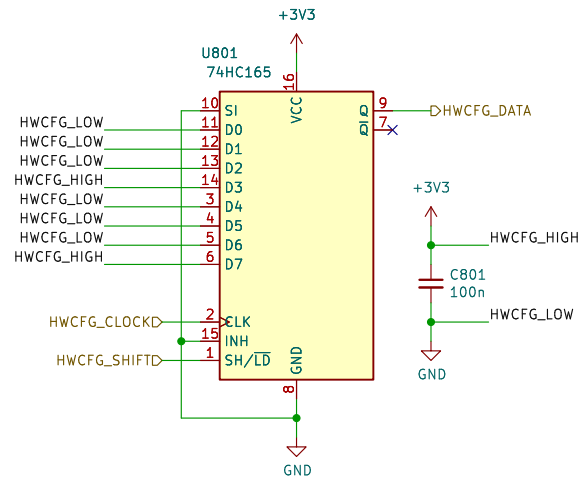 +3V3
U801
74HC165
16
VCC
10 SI
9 Q HWCFG_DATA
HWCFG_LOW 11 D0
7 Q
HWCFG_LOW 12 D1
HWCFG_LOW 13 D2
HWCFG_HIGH 14 D3
HWCFG_LOW 3 D4
HWCFG_LOW 4 D5
HWCFG_LOW 5 D6
HWCFG_HIGH 6 D7
HWCFG_CLOCK 2 CLK
15 INH
HWCFG_SHIFT 1 SH/LD
GND
8
GND
+3V3
HWCFG_HIGH
C801
100n
HWCFG_LOW
GND